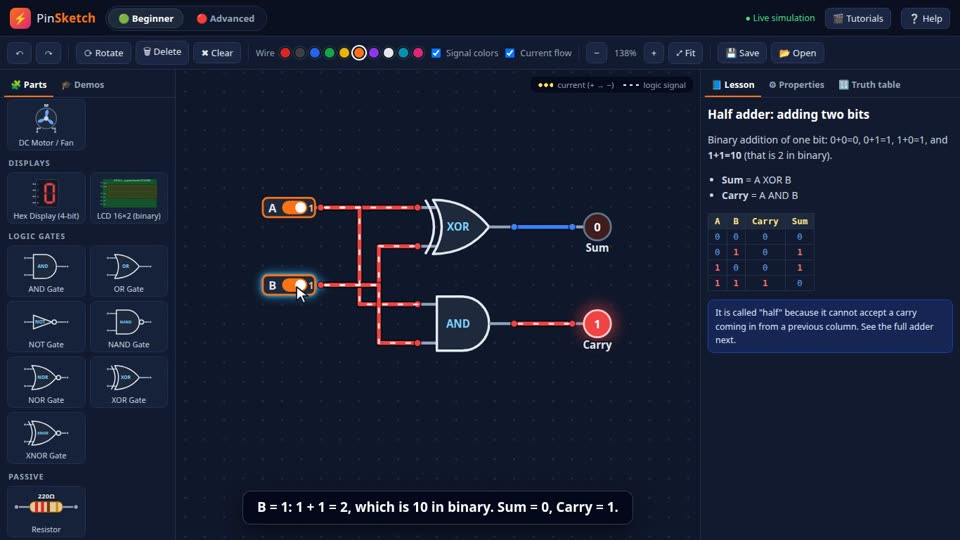 PinSketch
Beginner
Advanced
Live simulation
Tutorials
? Help
Rotate
Delete
Clear
Wire
Signal colors
Current flow
−
138%
+
Fit
Save
Open
Parts
Demos
M
DC Motor / Fan
DISPLAYS
Hex Display (4-bit)
LCD 16×2 (binary)
LOGIC GATES
AND
AND Gate
OR
OR Gate
NOT
NOT Gate
NAND
NAND Gate
NOR
NOR Gate
XOR
XOR Gate
XNOR
XNOR Gate
PASSIVE
220Ω
Resistor
current (+ → −)
logic signal
A 1
B 1
XOR
0
Sum
AND
1
Carry
B = 1: 1 + 1 = 2, which is 10 in binary. Sum = 0, Carry = 1.
Lesson
Properties
Truth table
Half adder: adding two bits
Binary addition of one bit: 0+0=0, 0+1=1, 1+0=1, and
1+1=10 (that is 2 in binary).
• Sum = A XOR B
• Carry = A AND B
A B Carry Sum
0 0 0 0
0 1 0 1
1 0 0 1
1 1 1 0
It is called "half" because it cannot accept a carry
coming in from a previous column. See the full adder
next.